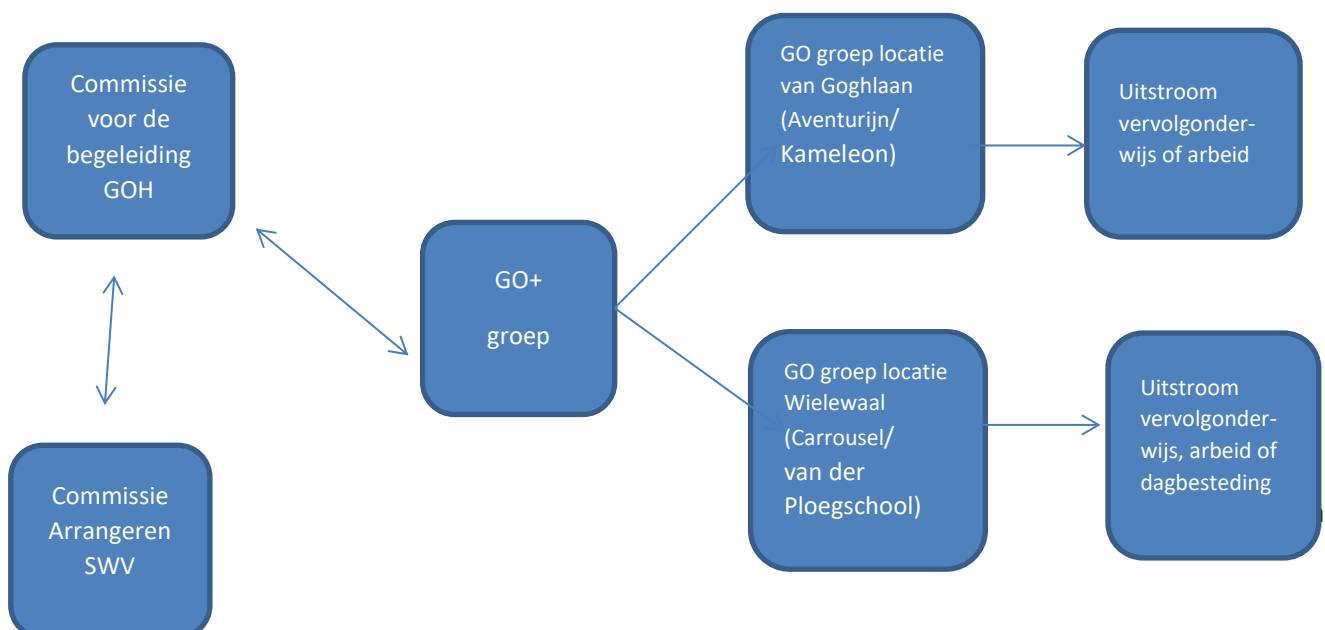 Commissie
voor de
begeleiding
GOH
Commissie
Arrangeren
SWV
GO+
groep
GO groep locatie
van Goghlaan
(Aventurijn/
Kameleon)
Uitstroom
vervolgonder-
wijs of arbeid
GO groep locatie
Wielewaal
(Carrousel/
van der
Ploegschool)
Uitstroom
vervolgonder-
wijs, arbeid of
dagbesteding